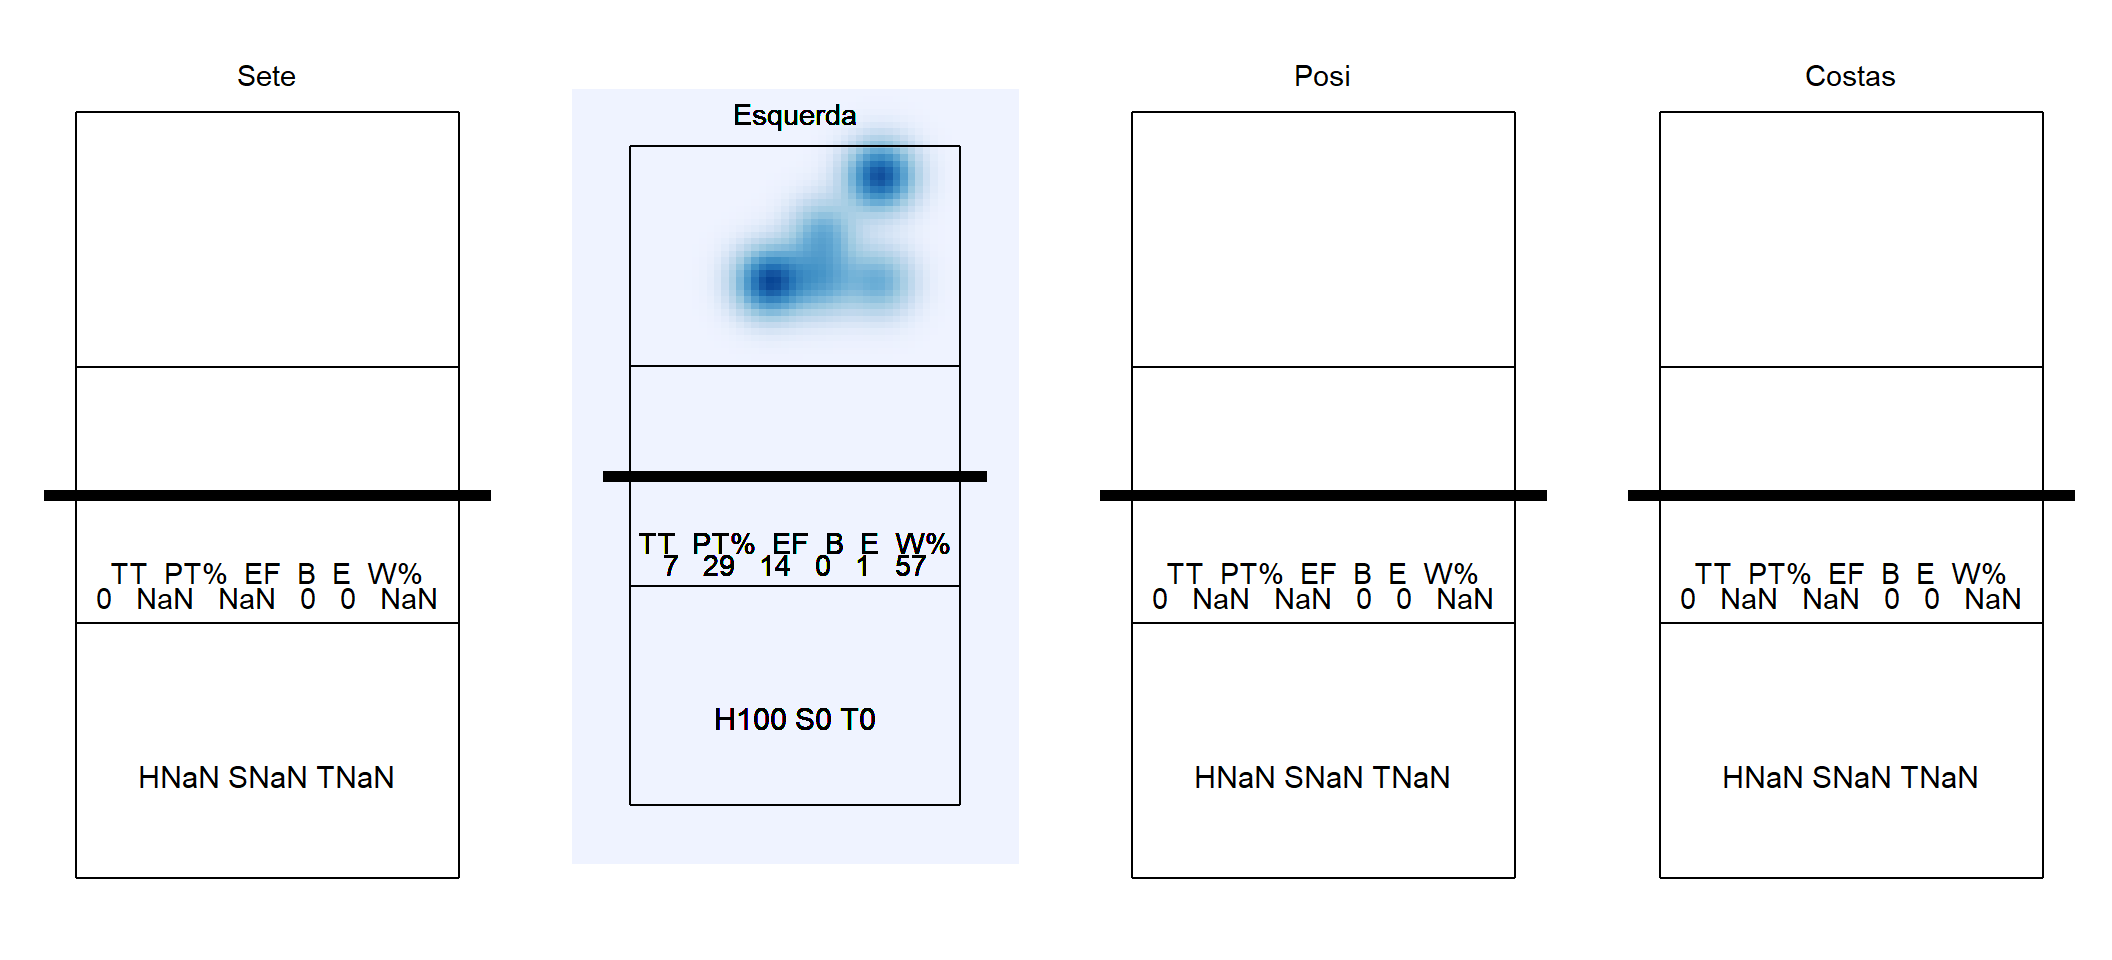 Sete
TT PT% EF B E W%
0 NaN NaN 0 0 NaN
HNaN SNaN TNaN
Esquerda
TT PT% EF B E W%
7 29 14 0 1 57
H100 S0 T0
Posi
TT PT% EF B E W%
0 NaN NaN 0 0 NaN
HNaN SNaN TNaN
Costas
TT PT% EF B E W%
0 NaN NaN 0 0 NaN
HNaN SNaN TNaN